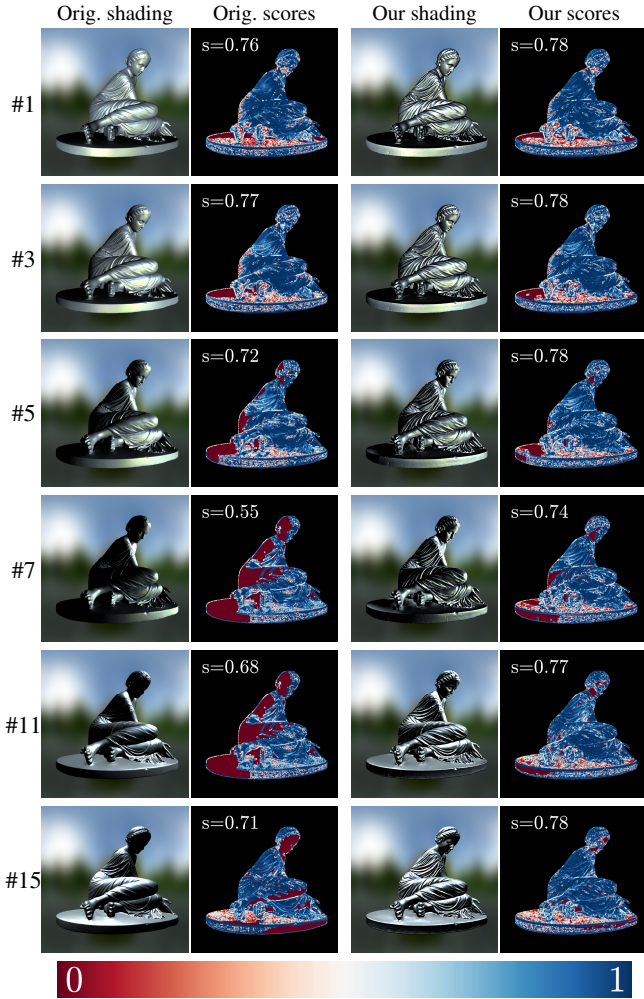 Orig. shading Orig. scores Our shading Our scores
#1 s=0.76 s=0.78
#3 s=0.77 s=0.78
#5 s=0.72 s=0.78
#7 s=0.55 s=0.74
#11 s=0.68 s=0.77
#15 s=0.71 s=0.78
0 1